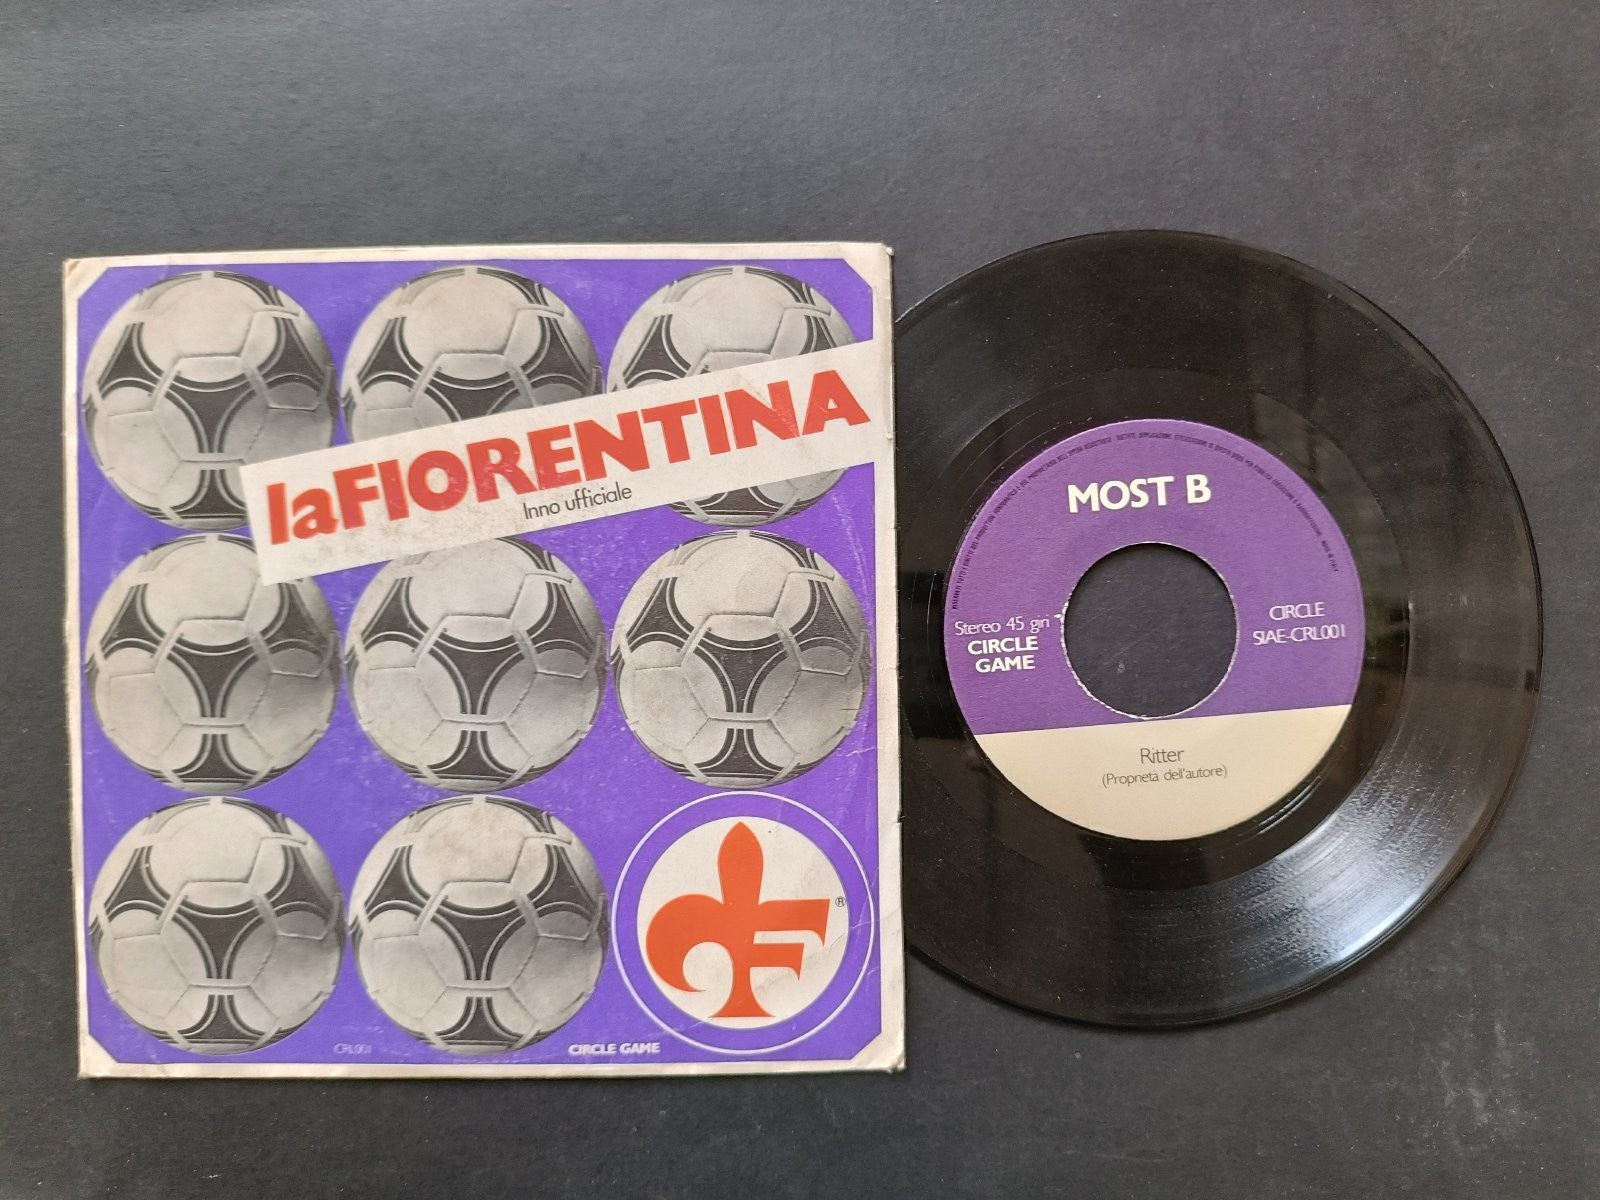 laFIORENTINA
Inno ufficiale
®
CRL001
CIRCLE GAME
MOST B
Stereo 45 giri
CIRCLE
GAME
CIRCLE
SIAE-CRL001
Ritter
(Proprietà dell'autore)